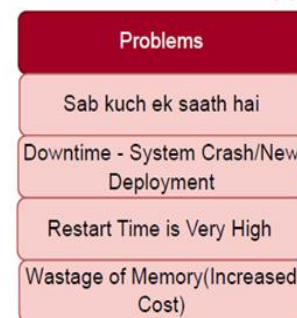 Problems
Sab kuch ek saath hai
Downtime - System Crash/New
Deployment
Restart Time is Very High
Wastage of Memory(Increased
Cost)